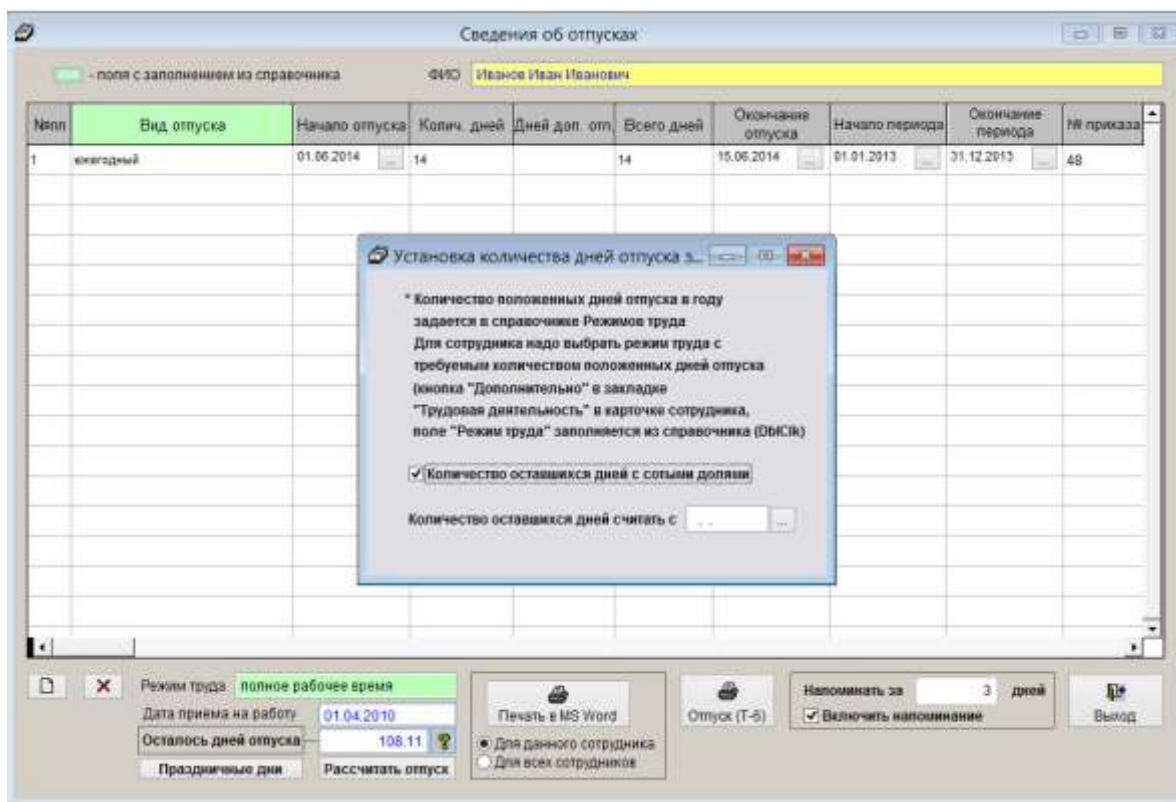 Сведения об отпусках
- поля с заполнением из справочника
ФИО Иванов Иван Иванович
№пп Вид отпуска Начало отпуска Колич. дней Дней доп. отп. Всего дней Окончание отпуска Начало периода Окончание периода № приказа
1 ежегодный 01.06.2014 ... 14 14 15.06.2014 ... 01.01.2013 ... 31.12.2013 ... 48
Установка количества дней отпуска з...
* Количество положенных дней отпуска в году
задается в справочнике Режимов труда
Для сотрудника надо выбрать режим труда с
требуемым количеством положенных дней отпуска
(кнопка "Дополнительно" в закладке
"Трудовая деятельность" в карточке сотрудника,
поле "Режим труда" заполняется из справочника (DblClk)
Количество оставшихся дней с сотыми долями
Количество оставшихся дней считать с . . ...
Режим труда полное рабочее время
Дата приема на работу 01.04.2010
Осталось дней отпуска 108,11 ?
Праздничные дни Рассчитать отпуск
Печать в MS Word
Для данного сотрудника
Для всех сотрудников
Отпуск (Т-6)
Напоминать за 3 дней
Включить напоминание
Выход